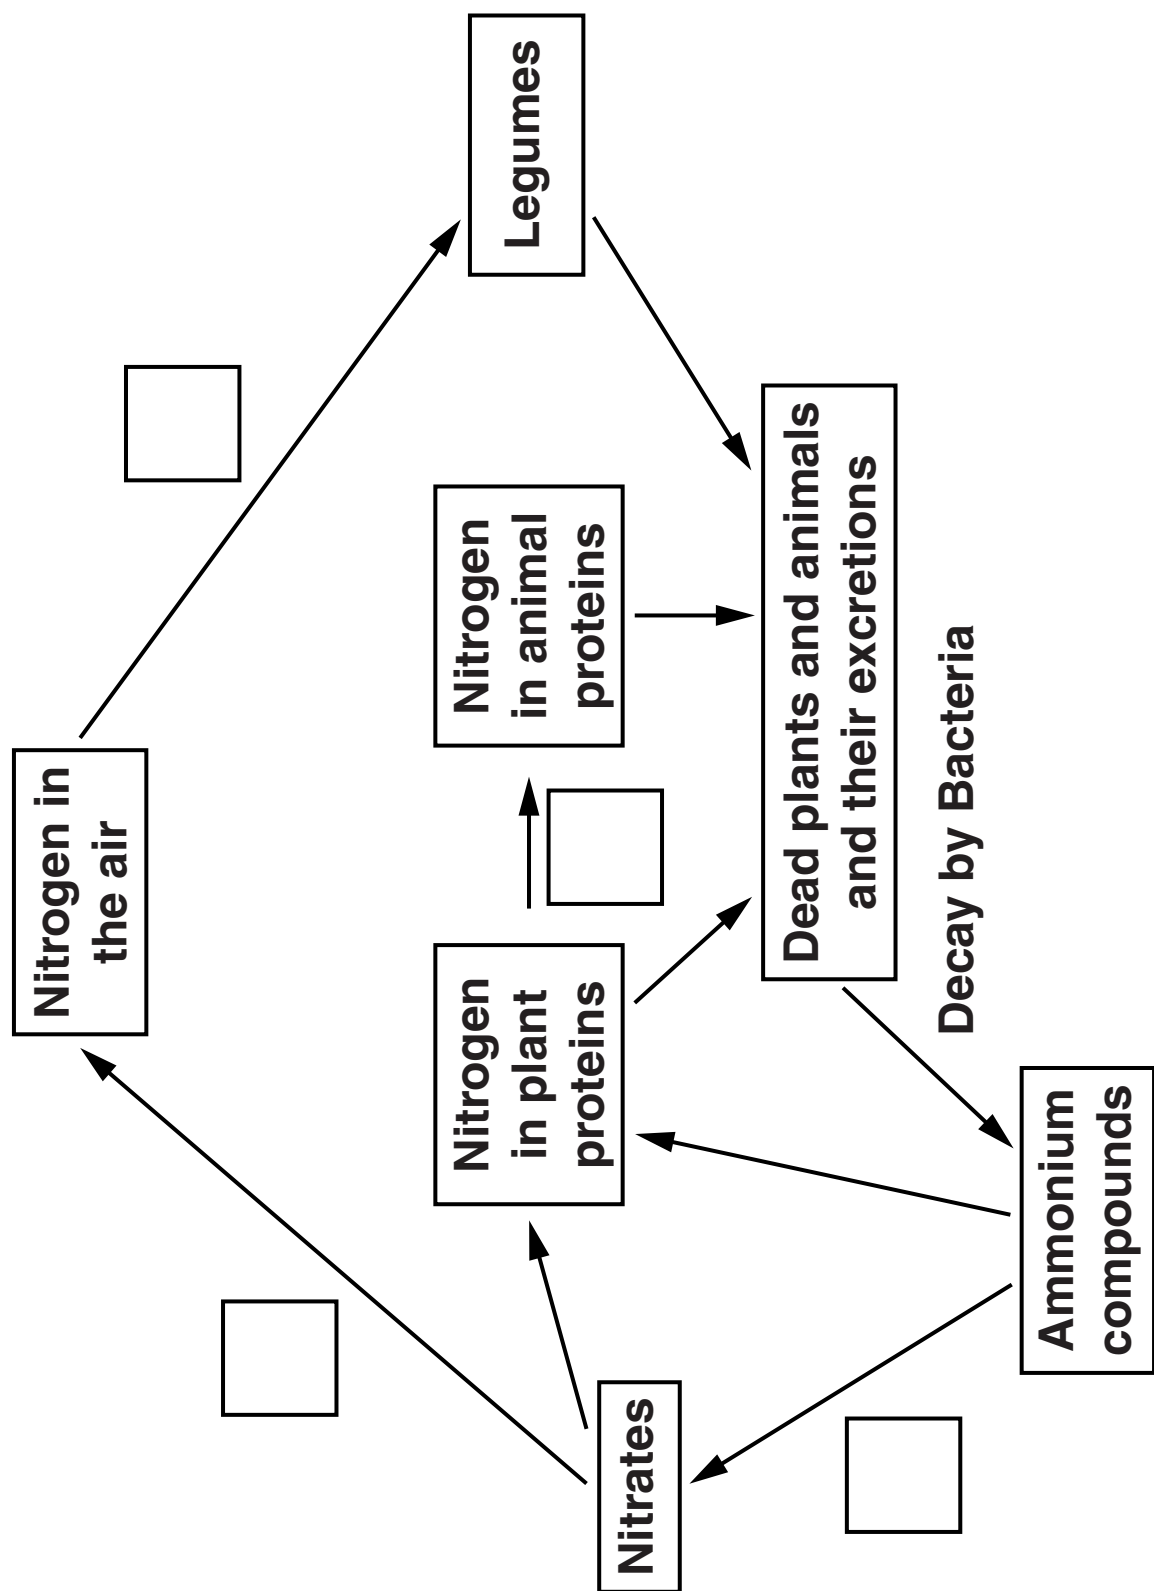 Nitrogen in
the air
Legumes
Nitrogen
in plant
proteins
Nitrogen
in animal
proteins
Nitrates
Dead plants and animals
and their excretions
Decay by Bacteria
Ammonium
compounds